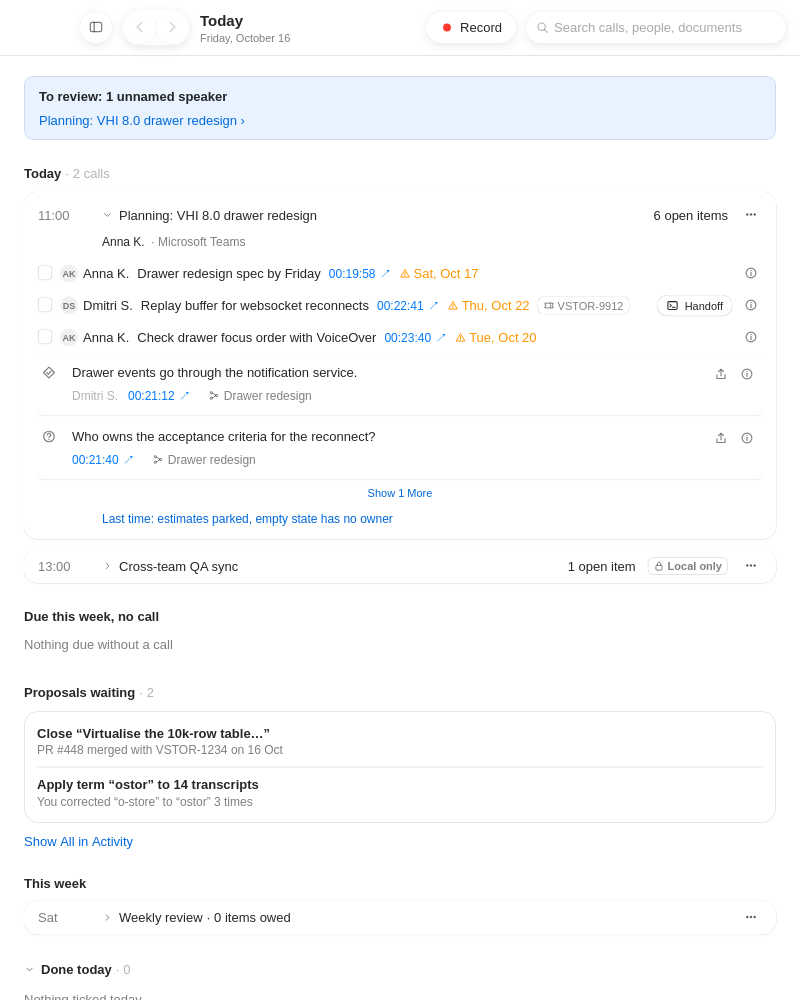 Today
Friday, October 16
Record
Search calls, people, documents
To review: 1 unnamed speaker
Planning: VHI 8.0 drawer redesign ›
Today · 2 calls
11:00 Planning: VHI 8.0 drawer redesign 6 open items
Anna K. · Microsoft Teams
AK Anna K. Drawer redesign spec by Friday 00:19:58 Sat, Oct 17
DS Dmitri S. Replay buffer for websocket reconnects 00:22:41 Thu, Oct 22 VSTOR-9912 Handoff
AK Anna K. Check drawer focus order with VoiceOver 00:23:40 Tue, Oct 20
Drawer events go through the notification service.
Dmitri S. 00:21:12 Drawer redesign
Who owns the acceptance criteria for the reconnect?
00:21:40 Drawer redesign
Show 1 More
Last time: estimates parked, empty state has no owner
13:00 Cross-team QA sync 1 open item Local only
Due this week, no call
Nothing due without a call
Proposals waiting · 2
Close “Virtualise the 10k-row table…”
PR #448 merged with VSTOR-1234 on 16 Oct
Apply term “ostor” to 14 transcripts
You corrected “o-store” to “ostor” 3 times
Show All in Activity
This week
Sat Weekly review · 0 items owed
Done today · 0
Nothing ticked today